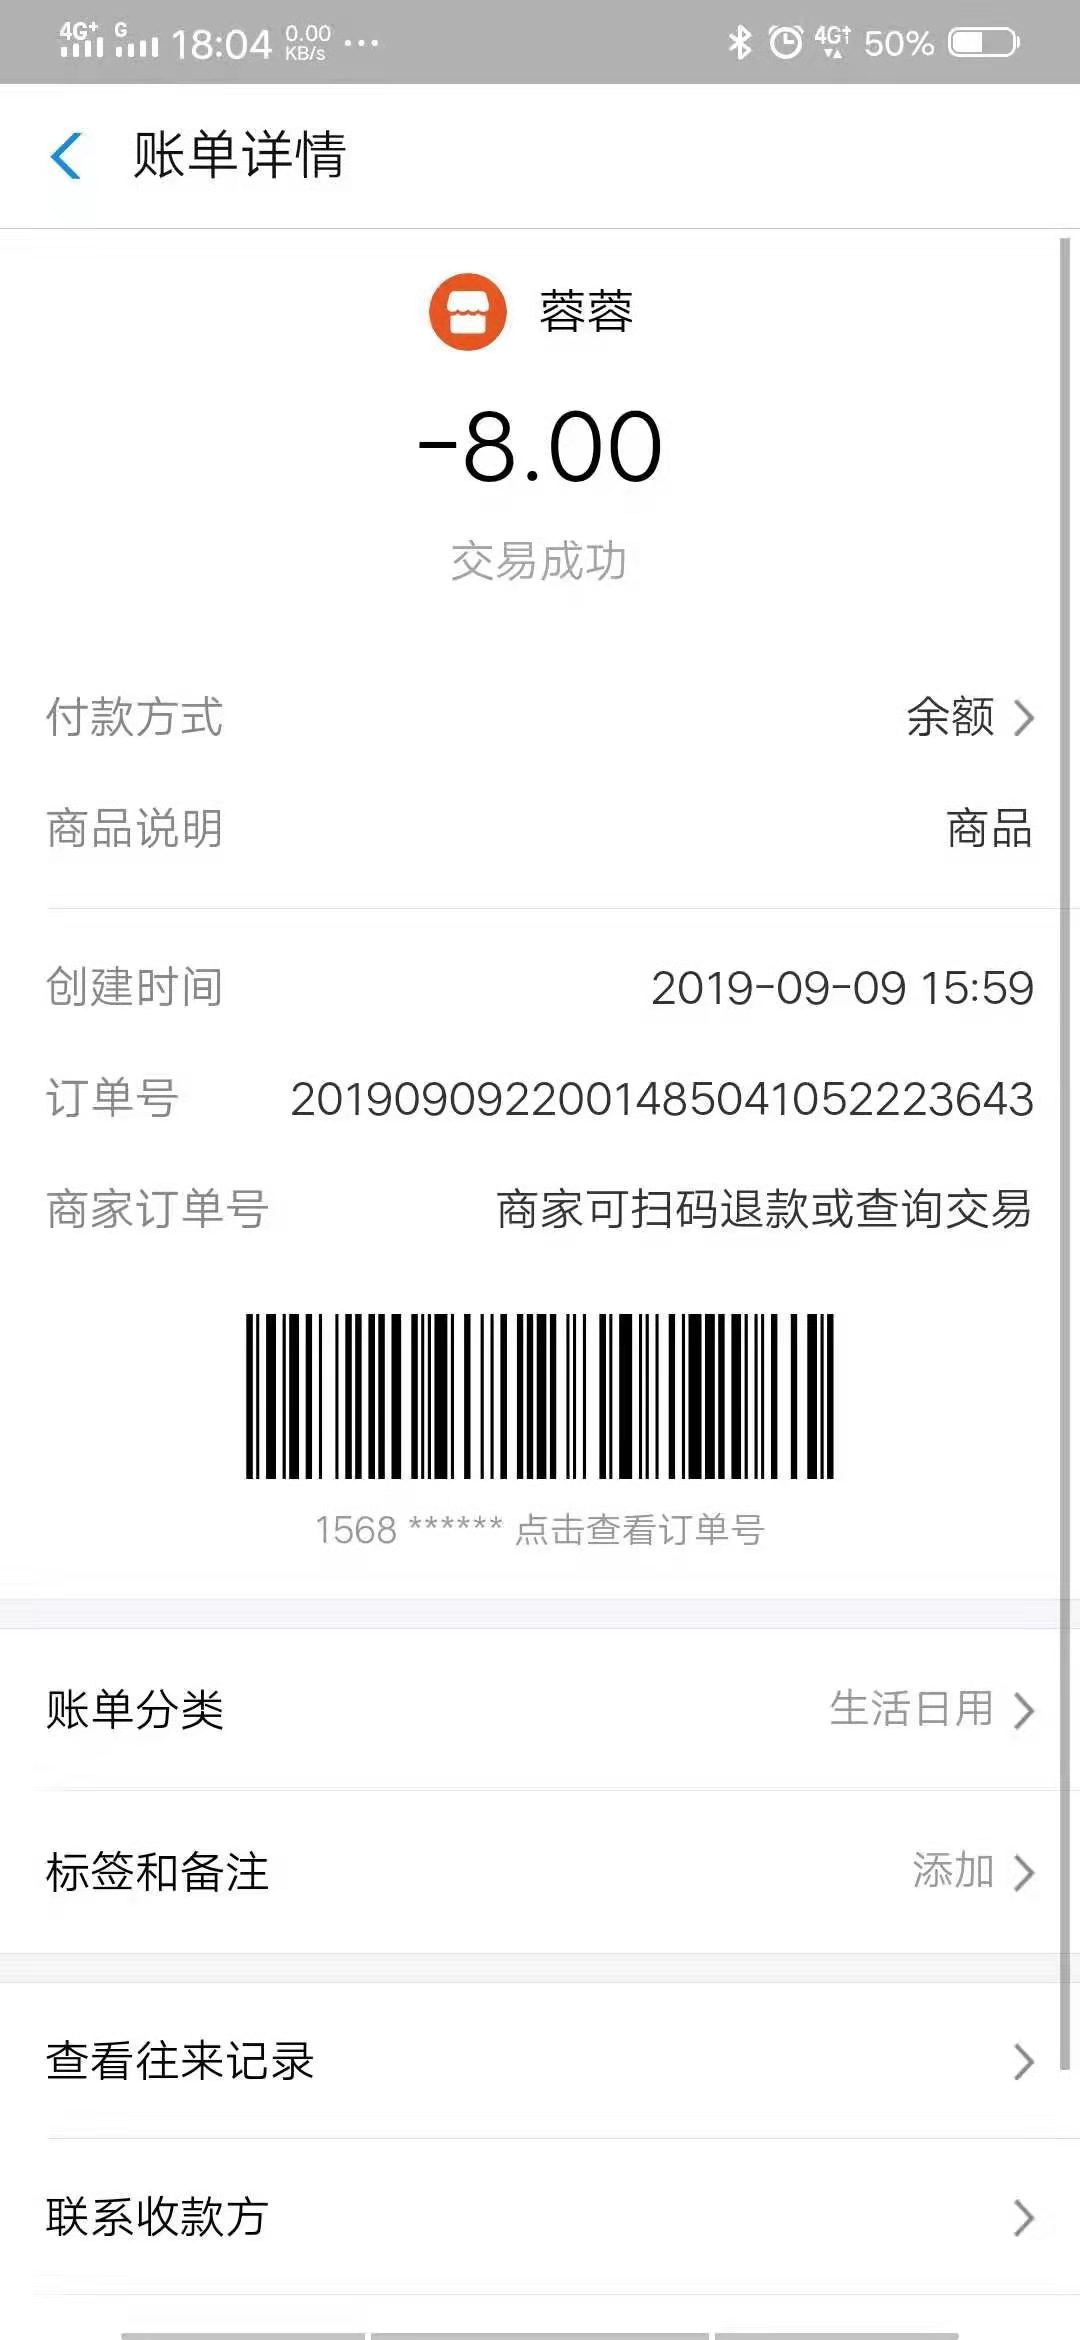 4G+ G 18:04 0.00 KB/s ... 4G+ 50%
账单详情
蓉蓉
-8.00
交易成功
付款方式 余额
商品说明 商品
创建时间 2019-09-09 15:59
订单号 2019090922001485041052223643
商家订单号 商家可扫码退款或查询交易
1568 ****** 点击查看订单号
账单分类 生活日用
标签和备注 添加
查看往来记录
联系收款方